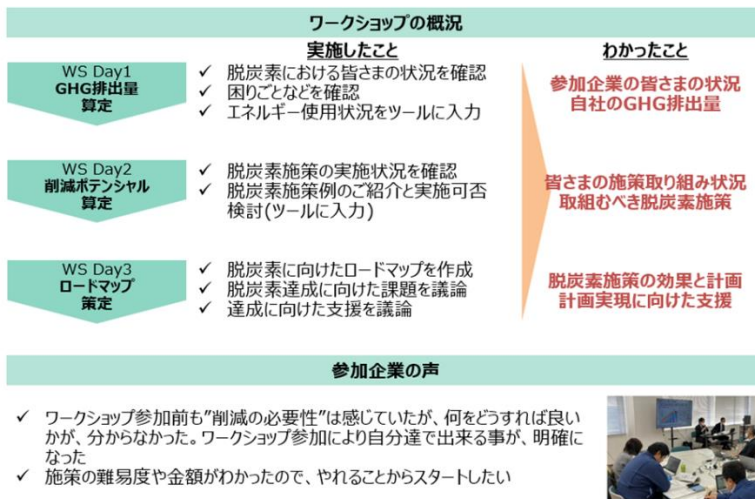 ワークショップの概況
実施したこと
わかったこと
WS Day1
GHG排出量
算定
✓ 脱炭素における皆さまの状況を確認
✓ 困りごとなどを確認
✓ エネルギー使用状況をツールに入力
参加企業の皆さまの状況
自社のGHG排出量
WS Day2
削減ポテンシャル
算定
✓ 脱炭素施策の実施状況を確認
✓ 脱炭素施策例のご紹介と実施可否
検討(ツールに入力)
皆さまの施策取り組み状況
取組むべき脱炭素施策
WS Day3
ロードマップ
策定
✓ 脱炭素に向けたロードマップを作成
✓ 脱炭素達成に向けた課題を議論
✓ 達成に向けた支援を議論
脱炭素施策の効果と計画
計画実現に向けた支援
参加企業の声
✓ ワークショップ参加前も”削減の必要性”は感じていたが、何をどうすれば良い
かが、分からなかった。ワークショップ参加により自分達で出来る事が、明確に
なった
✓ 施策の難易度や金額がわかったので、やれることからスタートしたい